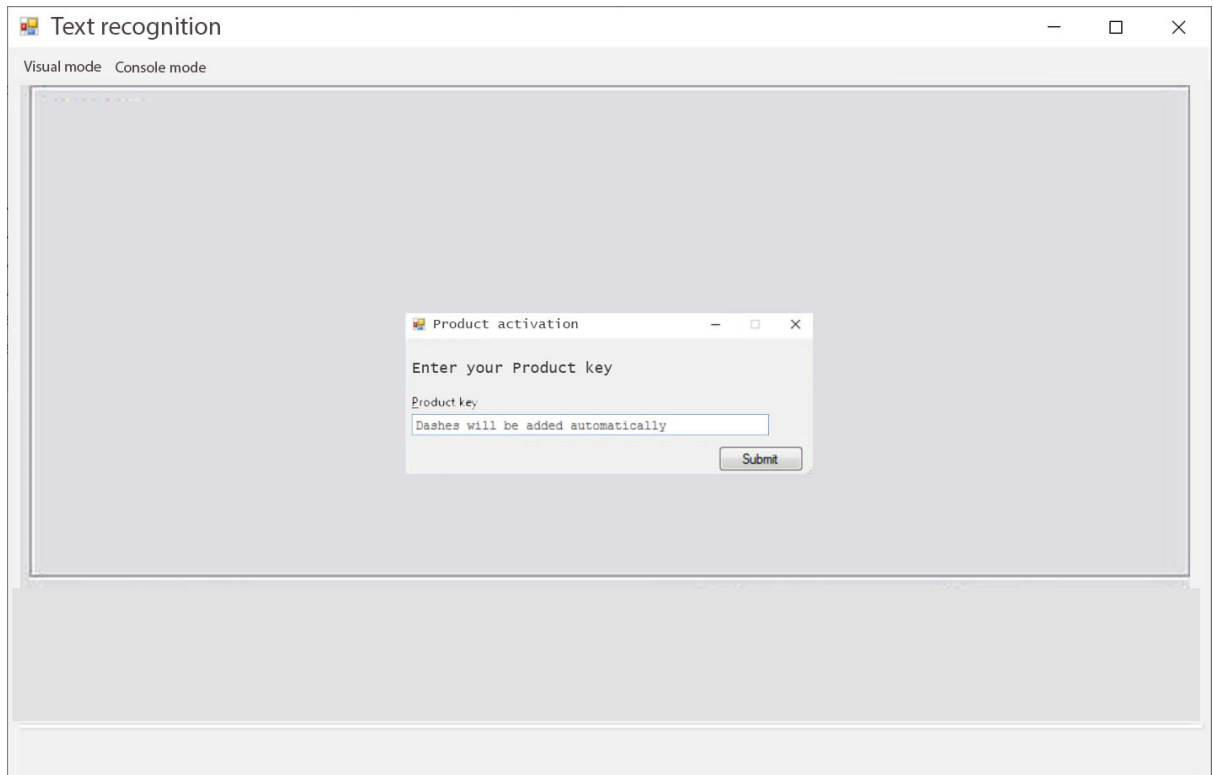 Text recognition
Visual mode Console mode
Product activation
Enter your Product key
Product key
Dashes will be added automatically
Submit